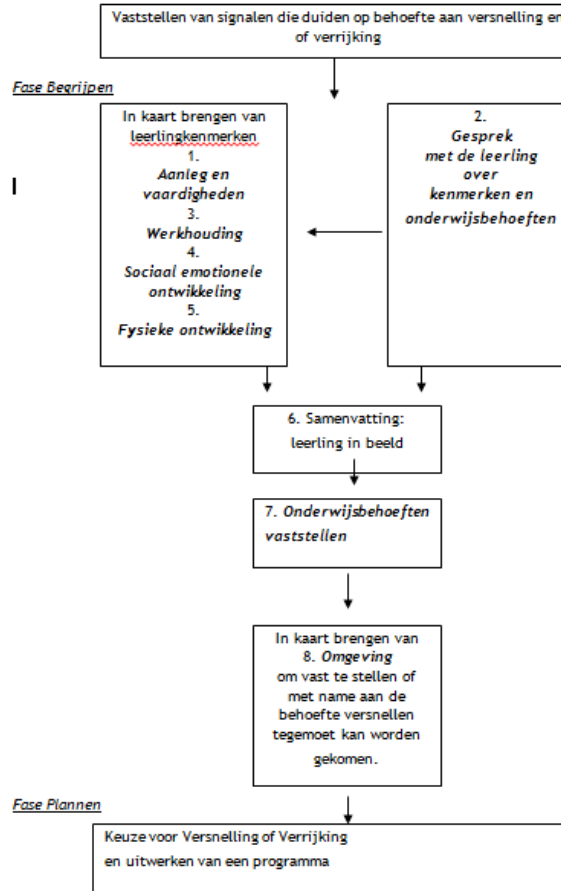 Vaststellen van signalen die duiden op behoefte aan versnelling en
of verrijking
Fase Begrijpen
In kaart brengen van
leerlingkenmerken
1.
Aanleg en
vaardigheden
3.
Werkhouding
4.
Sociaal emotionele
ontwikkeling
5.
Fysieke ontwikkeling
2.
Gesprek
met de leerling
over
kenmerken en
onderwijsbehoeften
6. Samenvatting:
leerling in beeld
7. Onderwijsbehoeften
vaststellen
In kaart brengen van
8. Omgeving
om vast te stellen of
met name aan de
behoefte versnellen
tegemoet kan worden
gekomen.
Fase Plannen
Keuze voor Versnelling of Verrijking
en uitwerken van een programma